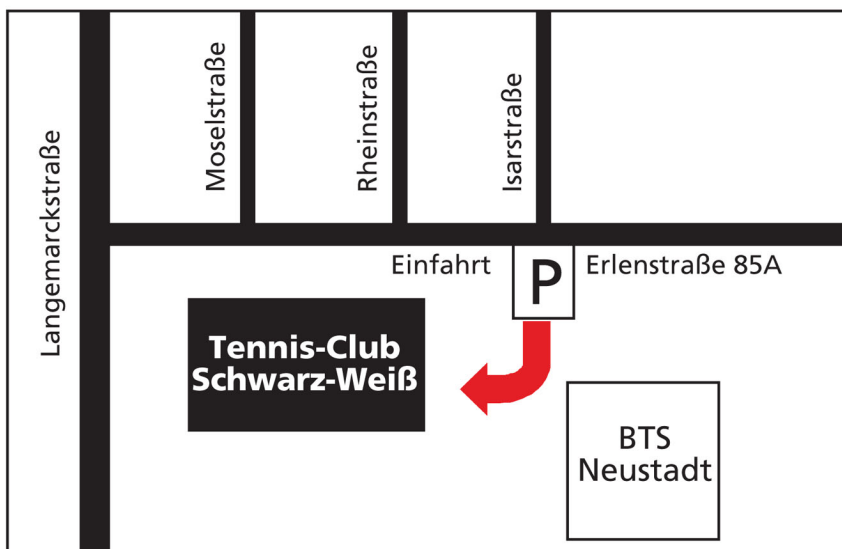 Langemarckstraße
Moselstraße
Rheinstraße
Isarstraße
Einfahrt
P
Erlenstraße 85A
Tennis-Club
Schwarz-Weiß
BTS
Neustadt